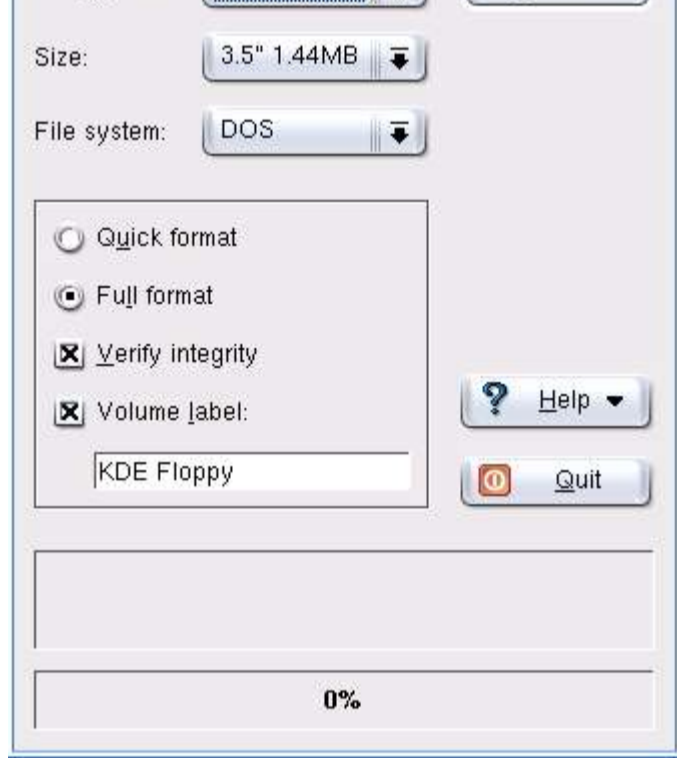 Size: 3.5" 1.44MB
File system: DOS
Quick format
Full format
Verify integrity
Volume label:
KDE Floppy
Help
Quit
0%